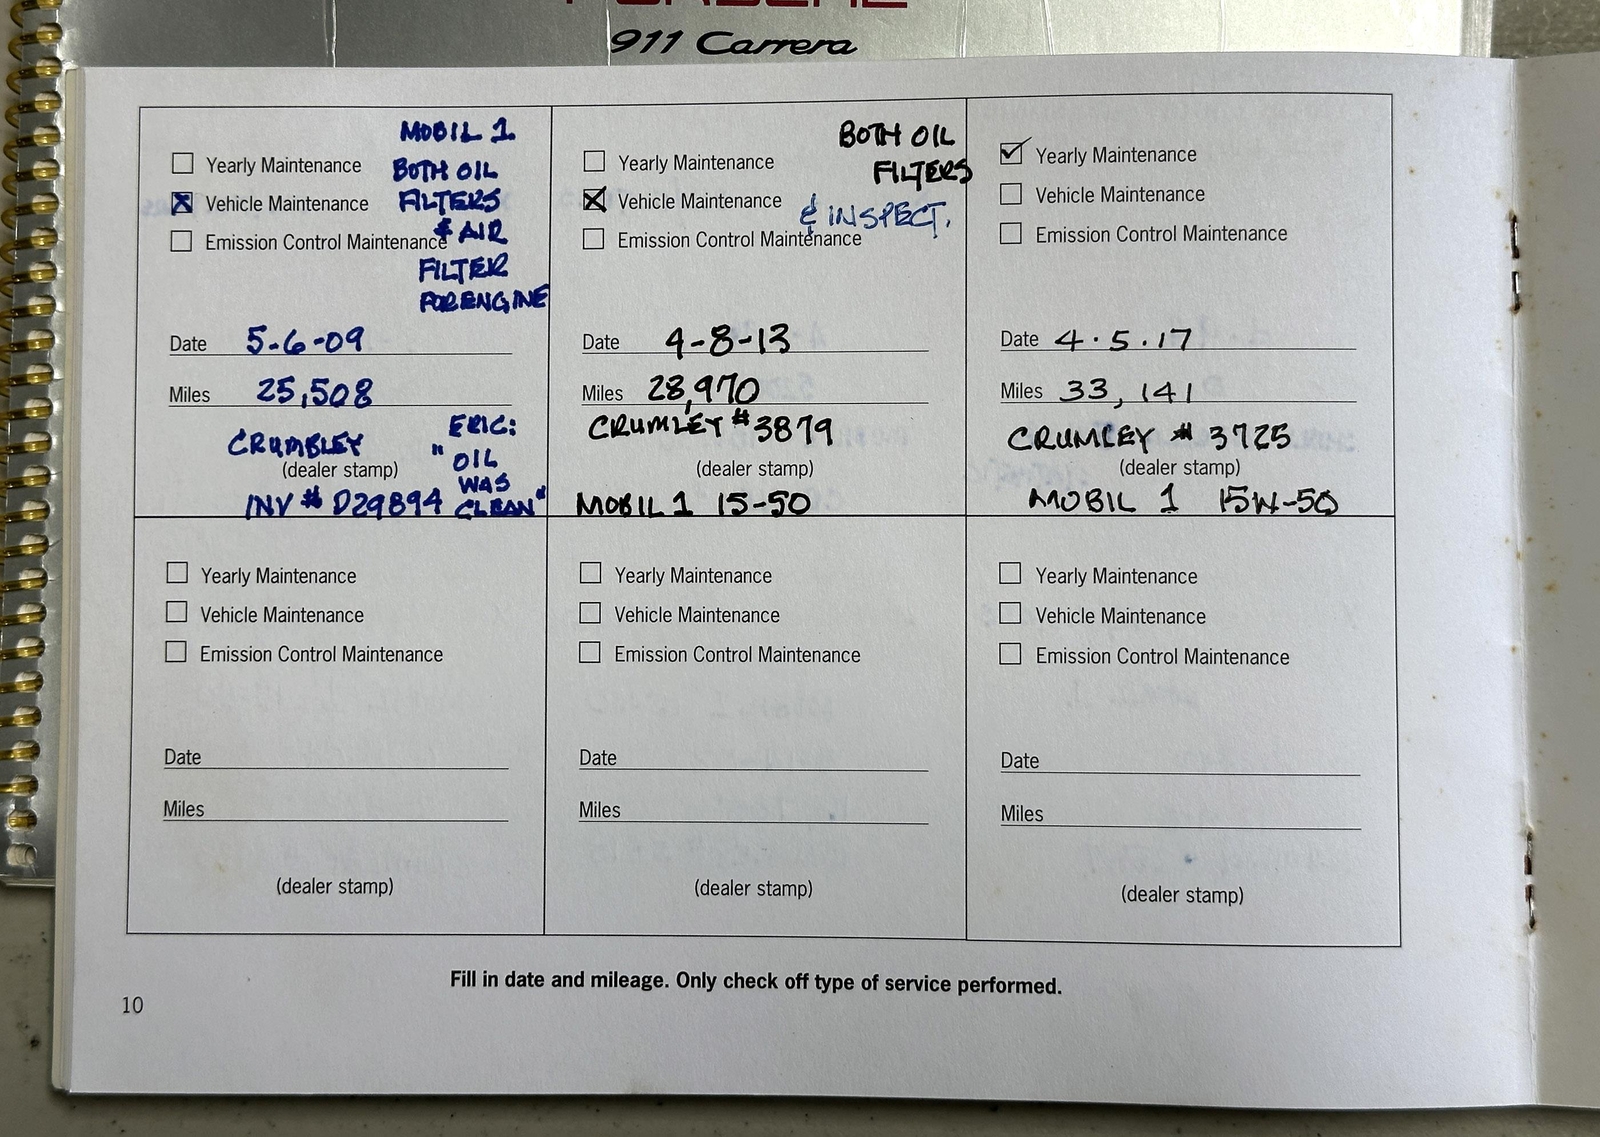 911 Carrera
MOBIL 1
Yearly Maintenance
BOTH OIL
Vehicle Maintenance
FILTERS
Emission Control Maintenance
& AIR
FILTER
FOR ENGINE
Date 5-6-09
Miles 25,508
CRUMBLEY
(dealer stamp)
INV # D29894
ERIC:
"OIL
WAS
CLEAN"
BOTH OIL
FILTERS
Yearly Maintenance
Vehicle Maintenance
& INSPECT.
Emission Control Maintenance
Date 4-8-13
Miles 28,970
CRUMLEY #3879
(dealer stamp)
MOBIL 1 15-50
Yearly Maintenance
Vehicle Maintenance
Emission Control Maintenance
Date 4.5.17
Miles 33,141
CRUMLEY # 3725
(dealer stamp)
MOBIL 1 15W-50
Yearly Maintenance
Vehicle Maintenance
Emission Control Maintenance
Date
Miles
(dealer stamp)
Yearly Maintenance
Vehicle Maintenance
Emission Control Maintenance
Date
Miles
(dealer stamp)
Yearly Maintenance
Vehicle Maintenance
Emission Control Maintenance
Date
Miles
(dealer stamp)
Fill in date and mileage. Only check off type of service performed.
10